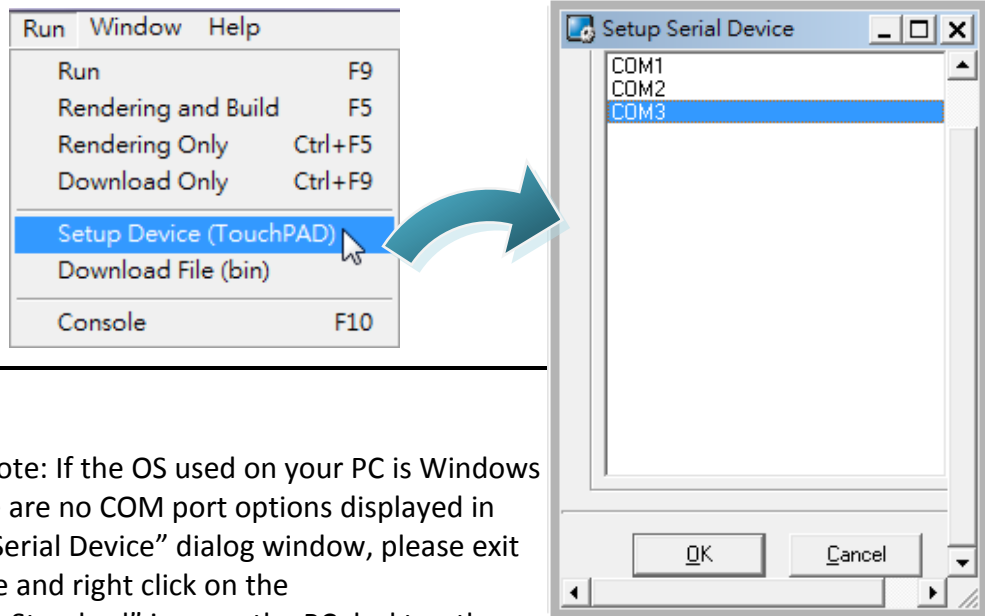 Run Window Help
Run F9
Rendering and Build F5
Rendering Only Ctrl+F5
Download Only Ctrl+F9
Setup Device (TouchPAD)
Download File (bin)
Console F10
Setup Serial Device
COM1
COM2
COM3
OK Cancel
ote: If the OS used on your PC is Windows
are no COM port options displayed in
Serial Device” dialog window, please exit
e and right click on the